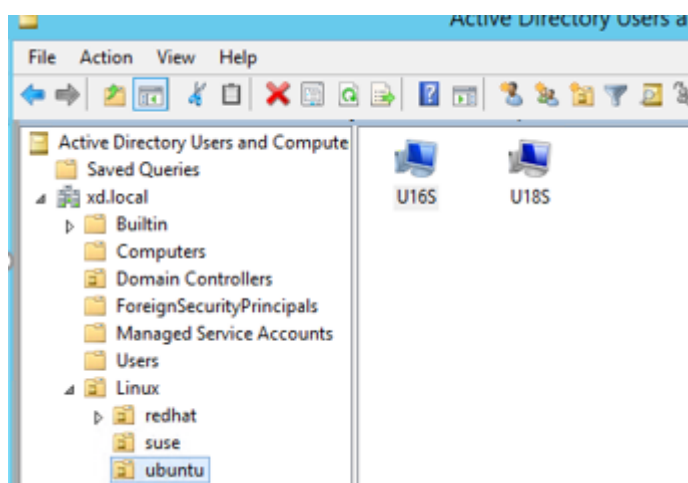 Active Directory Users a
File Action View Help
Active Directory Users and Compute
Saved Queries
xd.local
Builtin
Computers
Domain Controllers
ForeignSecurityPrincipals
Managed Service Accounts
Users
Linux
redhat
suse
ubuntu
U16S U18S